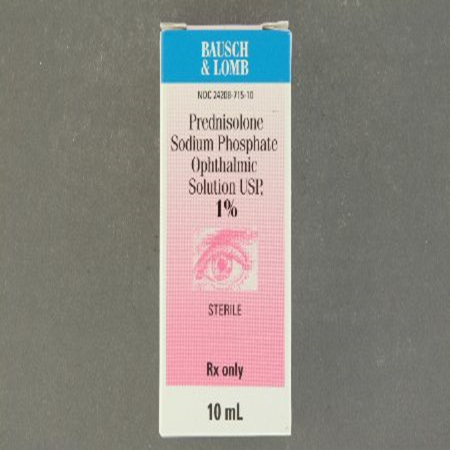 BAUSCH
& LOMB
NDC 24208-715-10
Prednisolone
Sodium Phosphate
Ophthalmic
Solution USP,
1%
STERILE
Rx only
10 mL